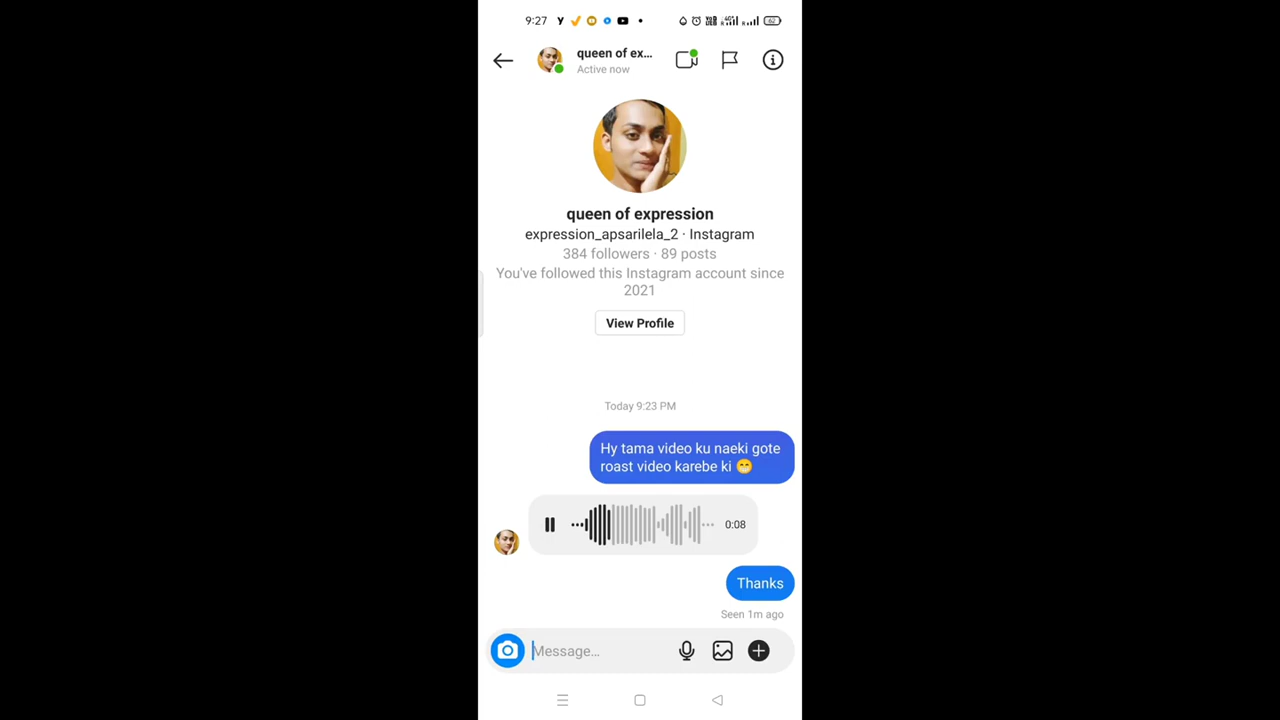 9:27
queen of ex...
Active now
queen of expression
expression_apsarilela_2 · Instagram
384 followers · 89 posts
You've followed this Instagram account since
2021
View Profile
Today 9:23 PM
Hy tama video ku naeki gote
roast video karebe ki 😁
0:08
Thanks
Seen 1m ago
Message...